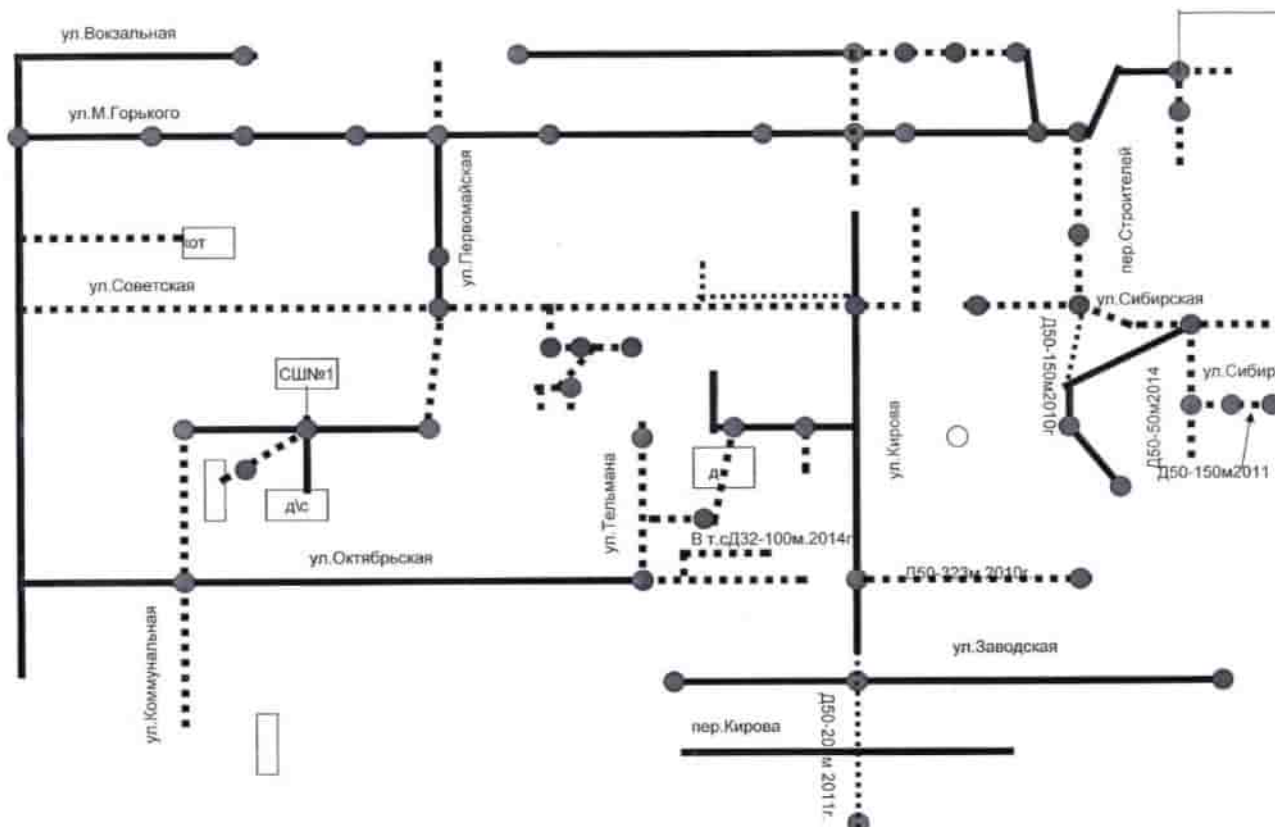 ул.Вокзальная
ул.М.Горького
ул.Первомайская
пер.Строителей
кот
ул.Советская
ул.Сибирская
Д50-150м2010г.
СШ№1
Д50-50м2014
ул.Сибир
ул.Кирова
д
Д50-150м2011
д\с
ул.Тельмана
В т.сД32-100м.2014г
ул.Октябрьская
Д50-323м.2010г.
ул.Коммунальная
ул.Заводская
пер.Кирова
Д50-20 м 2011г.